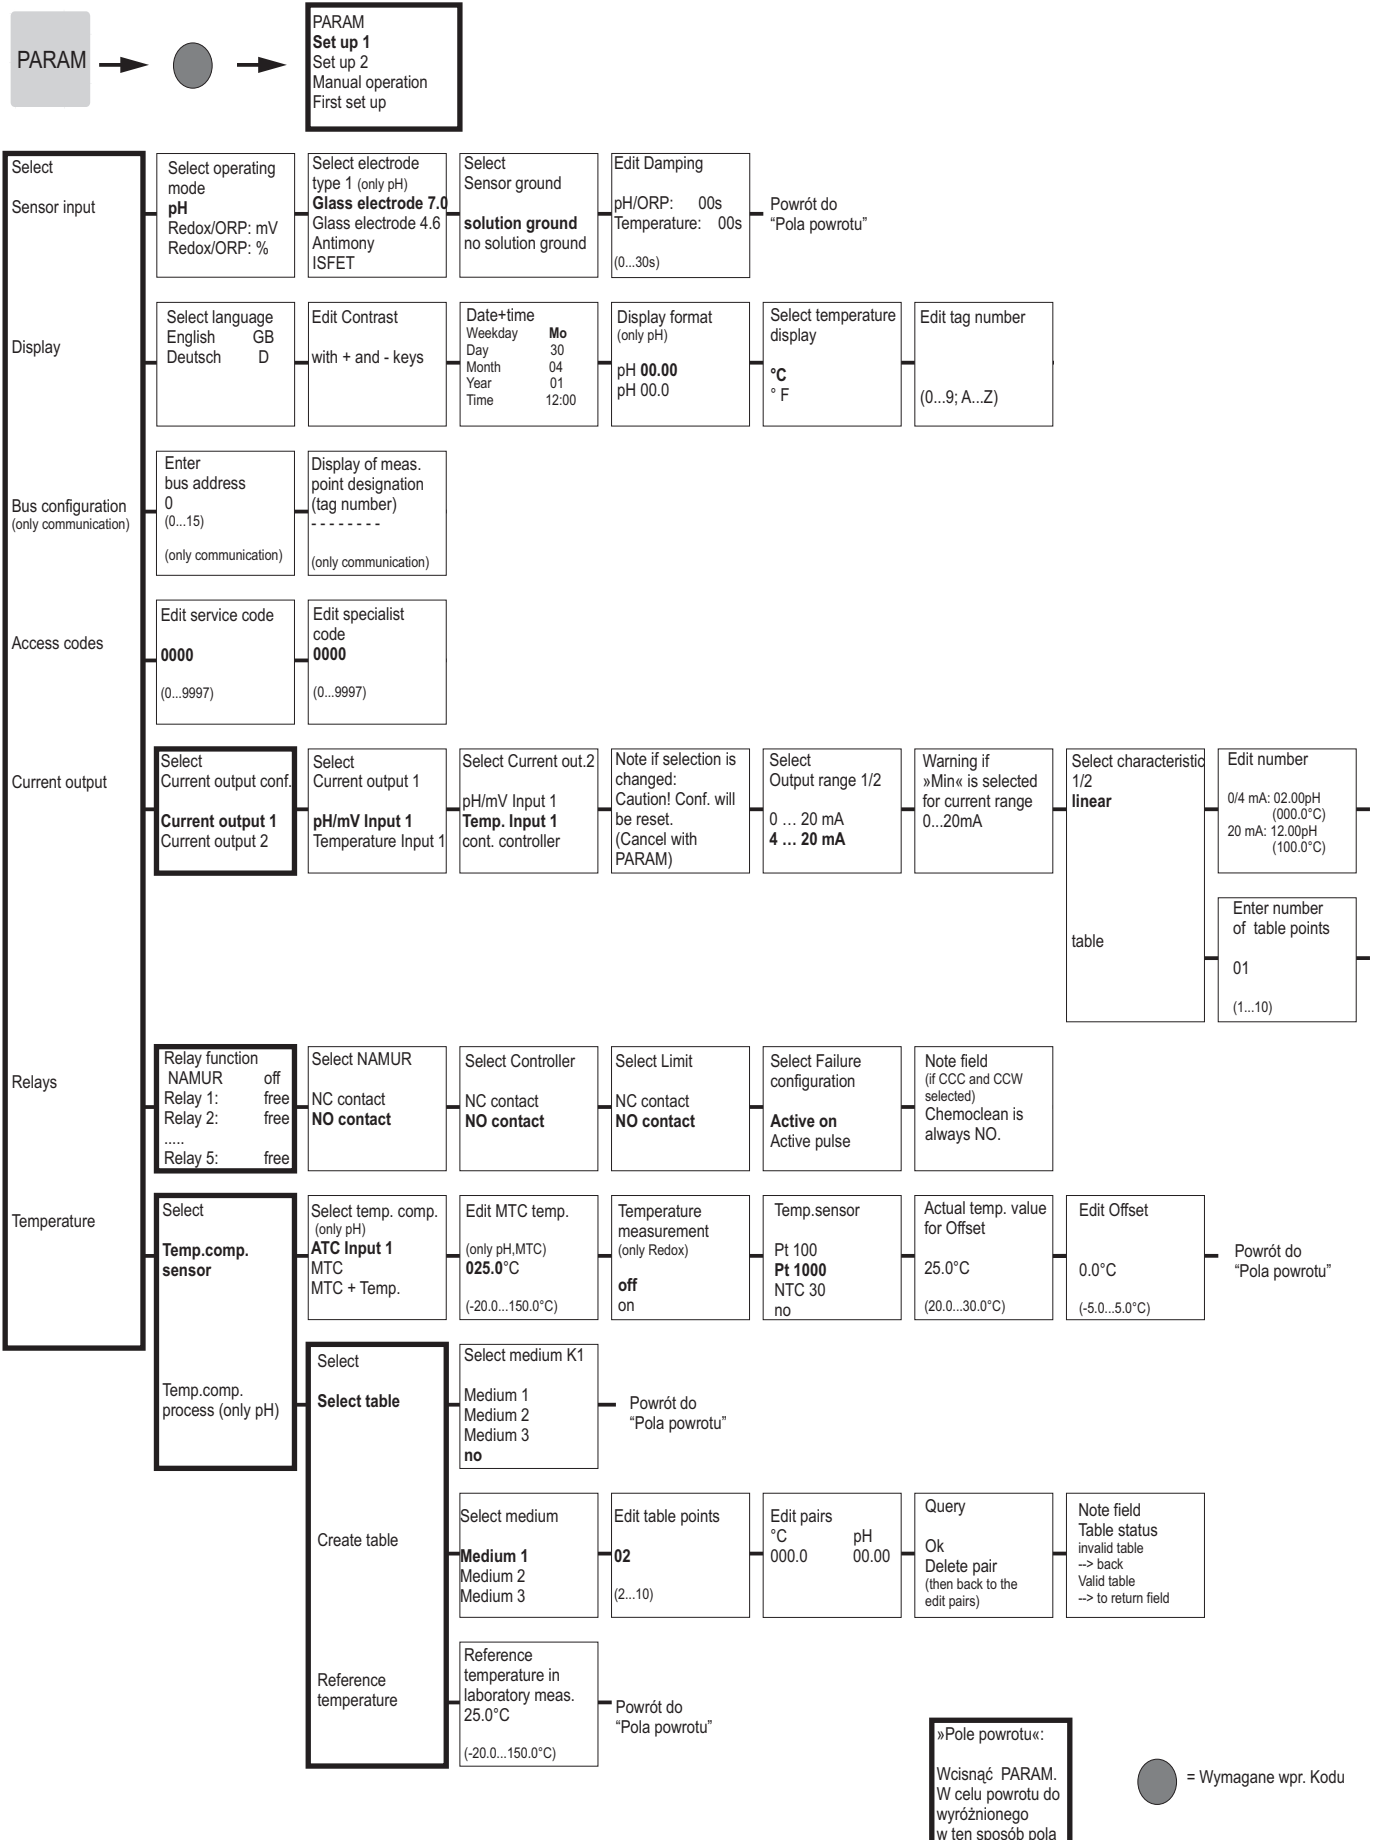 PARAM
PARAM
Set up 1
Set up 2
Manual operation
First set up
Select
Sensor input
Select operating
mode
pH
Redox/ORP: mV
Redox/ORP: %
Select electrode
type 1 (only pH)
Glass electrode 7.0
Glass electrode 4.6
Antimony
ISFET
Select
Sensor ground
solution ground
no solution ground
Edit Damping
pH/ORP: 00s
Temperature: 00s
(0...30s)
Powrót do
“Pola powrotu”
Display
Select language
English GB
Deutsch D
Edit Contrast
with + and - keys
Date+time
Weekday Mo
Day 30
Month 04
Year 01
Time 12:00
Display format
(only pH)
pH 00.00
pH 00.0
Select temperature
display
°C
° F
Edit tag number
(0...9; A...Z)
Bus configuration
(only communication)
Enter
bus address
0
(0...15)
(only communication)
Display of meas.
point designation
(tag number)
- - - - - - - -
(only communication)
Access codes
Edit service code
0000
(0...9997)
Edit specialist
code
0000
(0...9997)
Current output
Select
Current output conf.
Current output 1
Current output 2
Select
Current output 1
pH/mV Input 1
Temperature Input 1
Select Current out.2
pH/mV Input 1
Temp. Input 1
cont. controller
Note if selection is
changed:
Caution! Conf. will
be reset.
(Cancel with
PARAM)
Select
Output range 1/2
0 ... 20 mA
4 ... 20 mA
Warning if
»Min« is selected
for current range
0...20mA
Select characteristic
1/2
linear
table
Edit number
0/4 mA: 02.00pH
(000.0°C)
20 mA: 12.00pH
(100.0°C)
Enter number
of table points
01
(1...10)
Relays
Relay function
NAMUR off
Relay 1: free
Relay 2: free
.....
Relay 5: free
Select NAMUR
NC contact
NO contact
Select Controller
NC contact
NO contact
Select Limit
NC contact
NO contact
Select Failure
configuration
Active on
Active pulse
Note field
(if CCC and CCW
selected)
Chemoclean is
always NO.
Temperature
Select
Temp.comp.
sensor
Temp.comp.
process (only pH)
Select temp. comp.
(only pH)
ATC Input 1
MTC
MTC + Temp.
Edit MTC temp.
(only pH,MTC)
025.0°C
(-20.0...150.0°C)
Temperature
measurement
(only Redox)
off
on
Temp.sensor
Pt 100
Pt 1000
NTC 30
no
Actual temp. value
for Offset
25.0°C
(20.0...30.0°C)
Edit Offset
0.0°C
(-5.0...5.0°C)
Powrót do
“Pola powrotu”
Select
Select table
Create table
Reference
temperature
Select medium K1
Medium 1
Medium 2
Medium 3
no
Powrót do
“Pola powrotu”
Select medium
Medium 1
Medium 2
Medium 3
Edit table points
02
(2...10)
Edit pairs
°C pH
000.0 00.00
Query
Ok
Delete pair
(then back to the
edit pairs)
Note field
Table status
invalid table
--> back
Valid table
--> to return field
Reference
temperature in
laboratory meas.
25.0°C
(-20.0...150.0°C)
Powrót do
“Pola powrotu”
»Pole powrotu«:
Wcisnąć PARAM.
W celu powrotu do
wyróżnionego
w ten sposób pola
= Wymagane wpr. Kodu